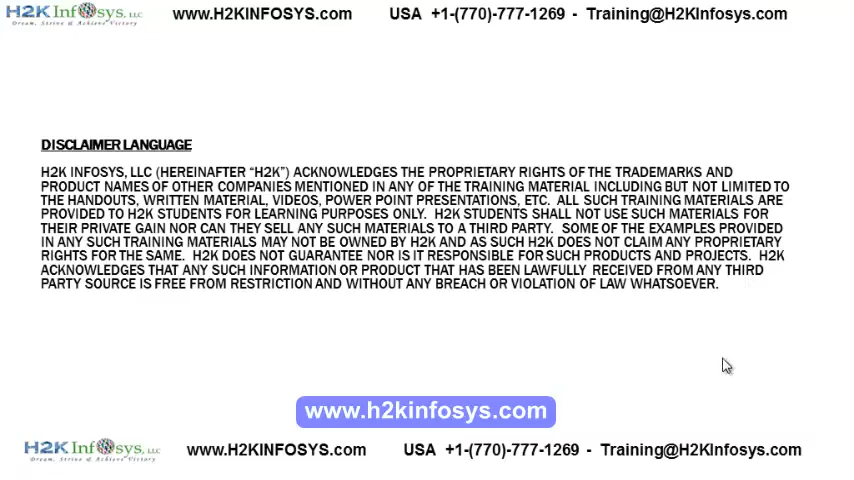 H2K InfoSys, LLC www.H2KINFOSYS.com USA +1-(770)-777-1269 - Training@H2KInfosys.com
Dream, Strive & Achieve Victory
DISCLAIMER LANGUAGE
H2K INFOSYS, LLC (HEREINAFTER “H2K”) ACKNOWLEDGES THE PROPRIETARY RIGHTS OF THE TRADEMARKS AND
PRODUCT NAMES OF OTHER COMPANIES MENTIONED IN ANY OF THE TRAINING MATERIAL INCLUDING BUT NOT LIMITED TO
THE HANDOUTS, WRITTEN MATERIAL, VIDEOS, POWER POINT PRESENTATIONS, ETC. ALL SUCH TRAINING MATERIALS ARE
PROVIDED TO H2K STUDENTS FOR LEARNING PURPOSES ONLY. H2K STUDENTS SHALL NOT USE SUCH MATERIALS FOR
THEIR PRIVATE GAIN NOR CAN THEY SELL ANY SUCH MATERIALS TO A THIRD PARTY. SOME OF THE EXAMPLES PROVIDED
IN ANY SUCH TRAINING MATERIALS MAY NOT BE OWNED BY H2K AND AS SUCH H2K DOES NOT CLAIM ANY PROPRIETARY
RIGHTS FOR THE SAME. H2K DOES NOT GUARANTEE NOR IS IT RESPONSIBLE FOR SUCH PRODUCTS AND PROJECTS. H2K
ACKNOWLEDGES THAT ANY SUCH INFORMATION OR PRODUCT THAT HAS BEEN LAWFULLY RECEIVED FROM ANY THIRD
PARTY SOURCE IS FREE FROM RESTRICTION AND WITHOUT ANY BREACH OR VIOLATION OF LAW WHATSOEVER.
www.h2kinfosys.com
H2K InfoSys, LLC www.H2KINFOSYS.com USA +1-(770)-777-1269 - Training@H2KInfosys.com
Dream, Strive & Achieve Victory